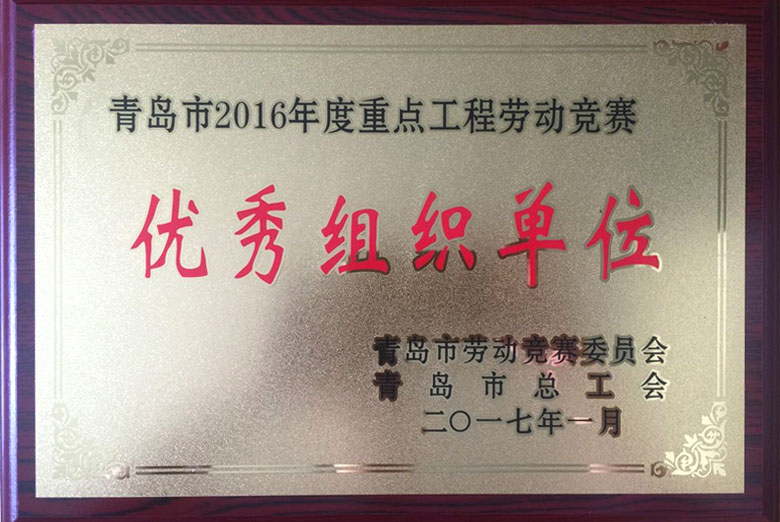 青岛市2016年度重点工程劳动竞赛
优秀组织单位
青岛市劳动竞赛委员会
青岛市总工会
二〇一七年一月